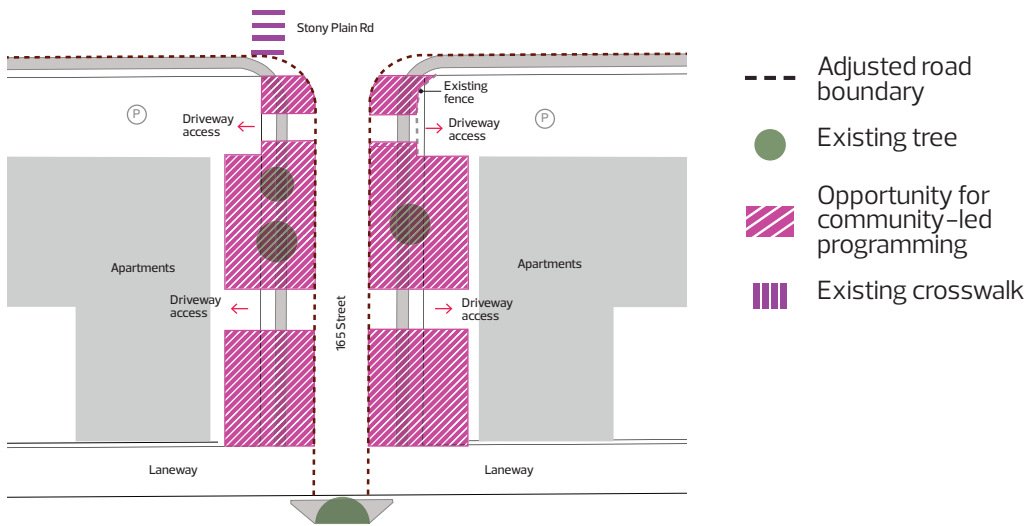 Stony Plain Rd
Existing
fence
P
Driveway
access
Driveway
access
P
Apartments
Apartments
Driveway
access
165 Street
Driveway
access
Laneway
Laneway
Adjusted road
boundary
Existing tree
Opportunity for
community-led
programming
Existing crosswalk